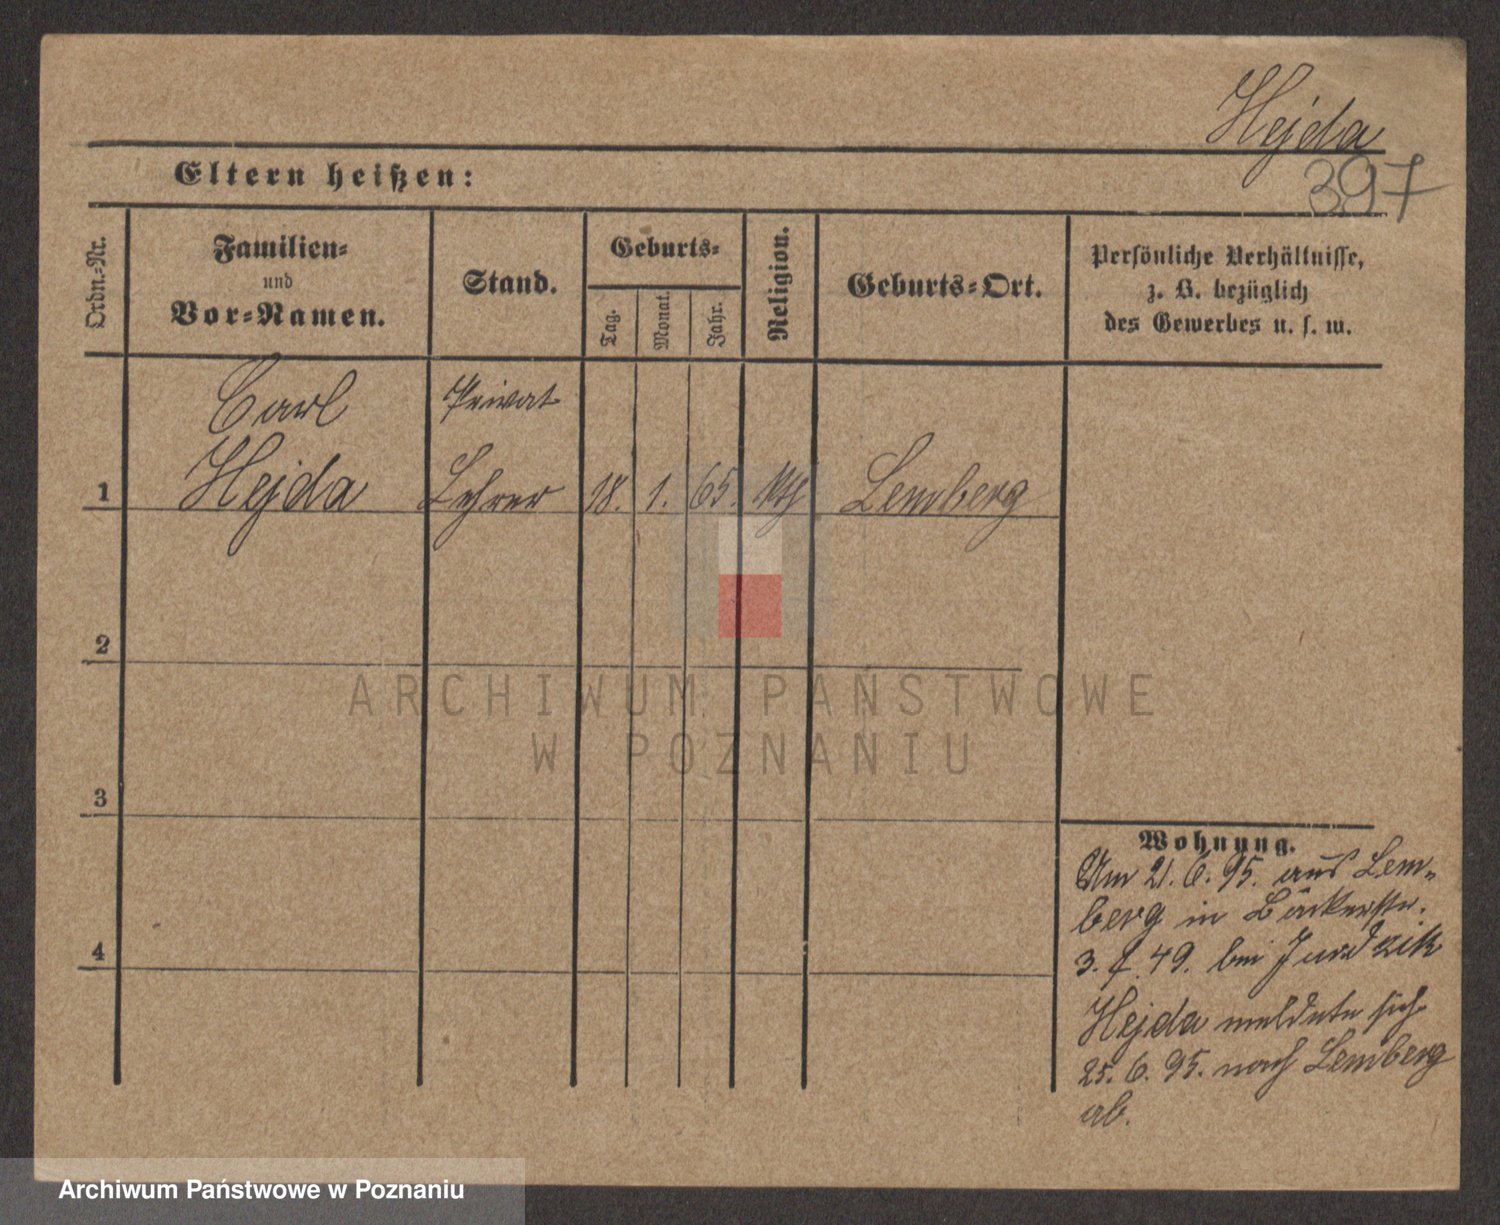 Hejda
397
Eltern heißen:
Ordn.-Nr.
Familien-
und
Vor-Namen.
Stand.
Geburts-
Tag.
Monat.
Jahr.
Religion.
Geburts-Ort.
Persönliche Verhältnisse,
z. B. bezüglich
des Gewerbes u. s. w.
Carl Privat
1 Hejda Lehrer 18. 1. 65. Lemberg
2
3
4
ARCHIWUM PAŃSTWOWE
W POZNANIU
Wohnung.
Am 21. 6. 95. aus Lem-
berg in Bäckerstr.
3. 49. bei
Hejda meldete sich
25. 6. 95. nach Lemberg
ab.
Archiwum Państwowe w Poznaniu